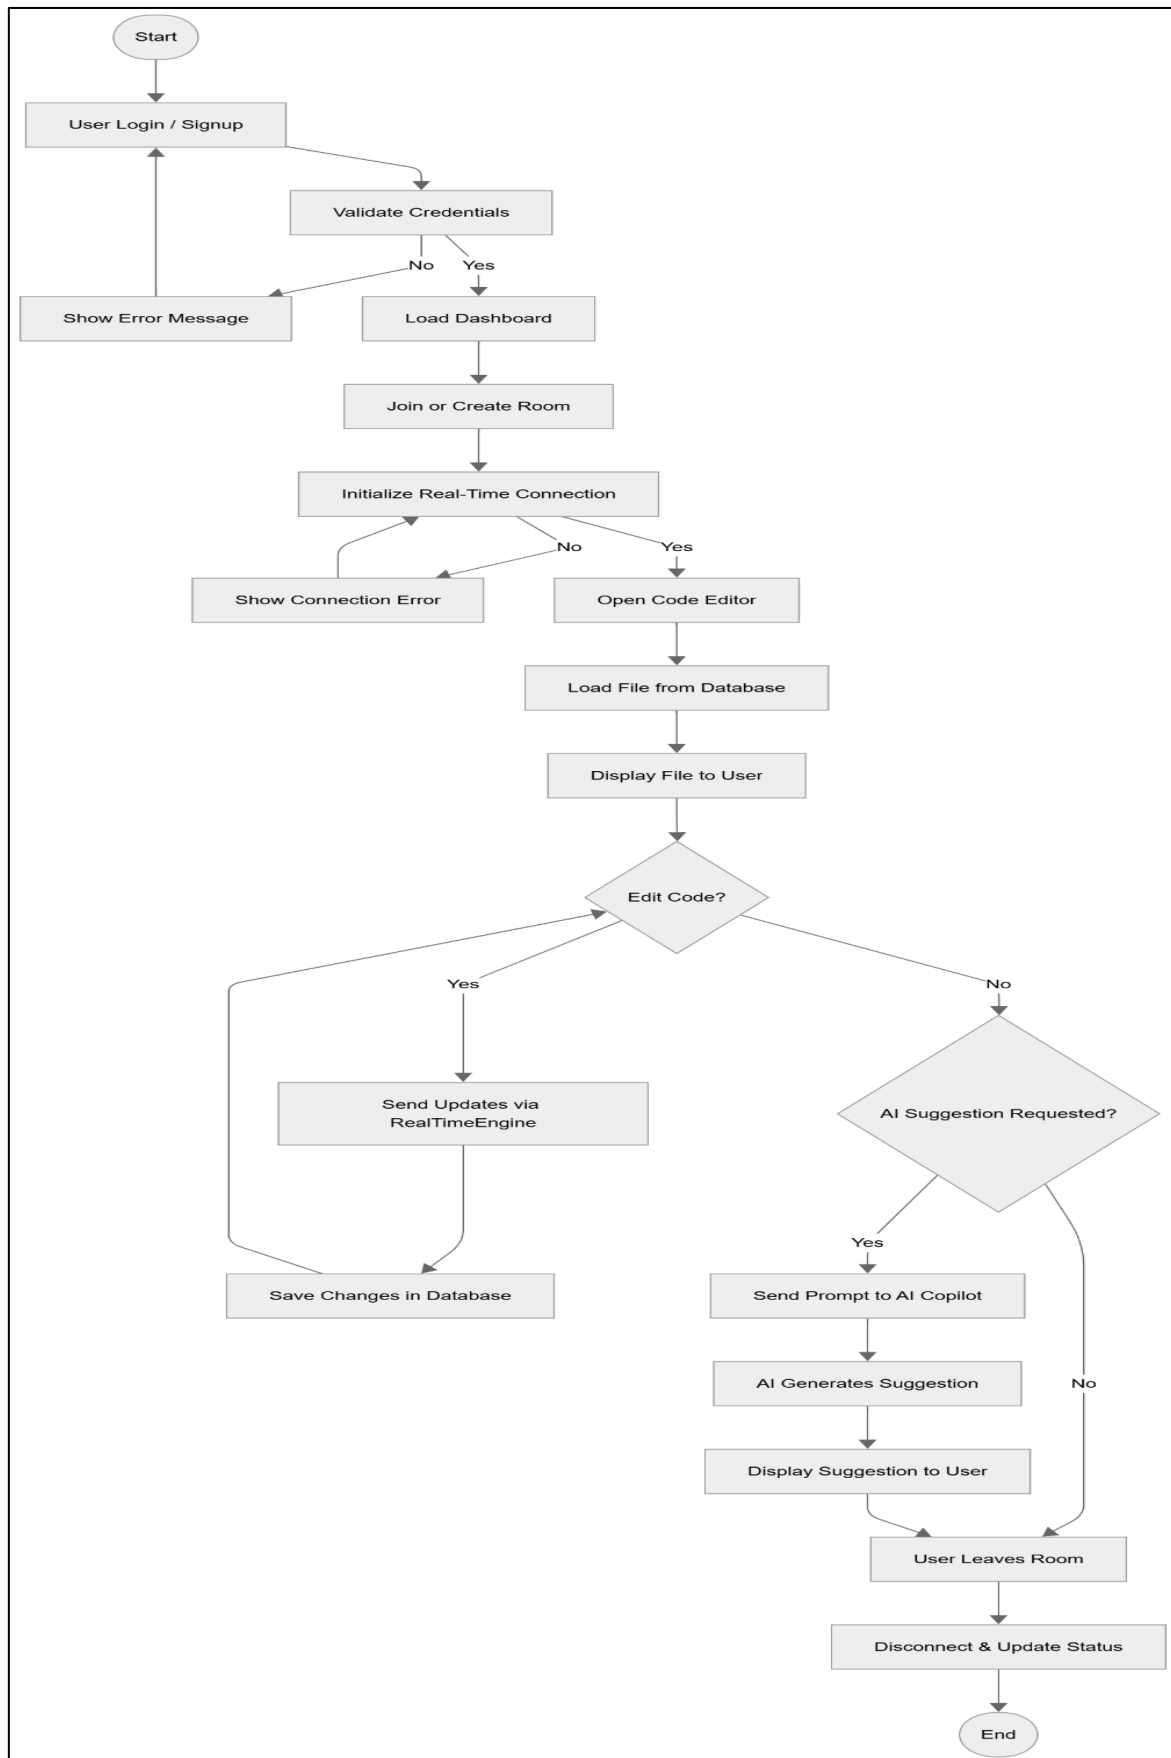 Start
User Login / Signup
Validate Credentials
No
Yes
Show Error Message
Load Dashboard
Join or Create Room
Initialize Real-Time Connection
No
Yes
Show Connection Error
Open Code Editor
Load File from Database
Display File to User
Edit Code?
Yes
No
Send Updates via
RealTimeEngine
AI Suggestion Requested?
Yes
Save Changes in Database
Send Prompt to AI Copilot
AI Generates Suggestion
No
Display Suggestion to User
User Leaves Room
Disconnect & Update Status
End